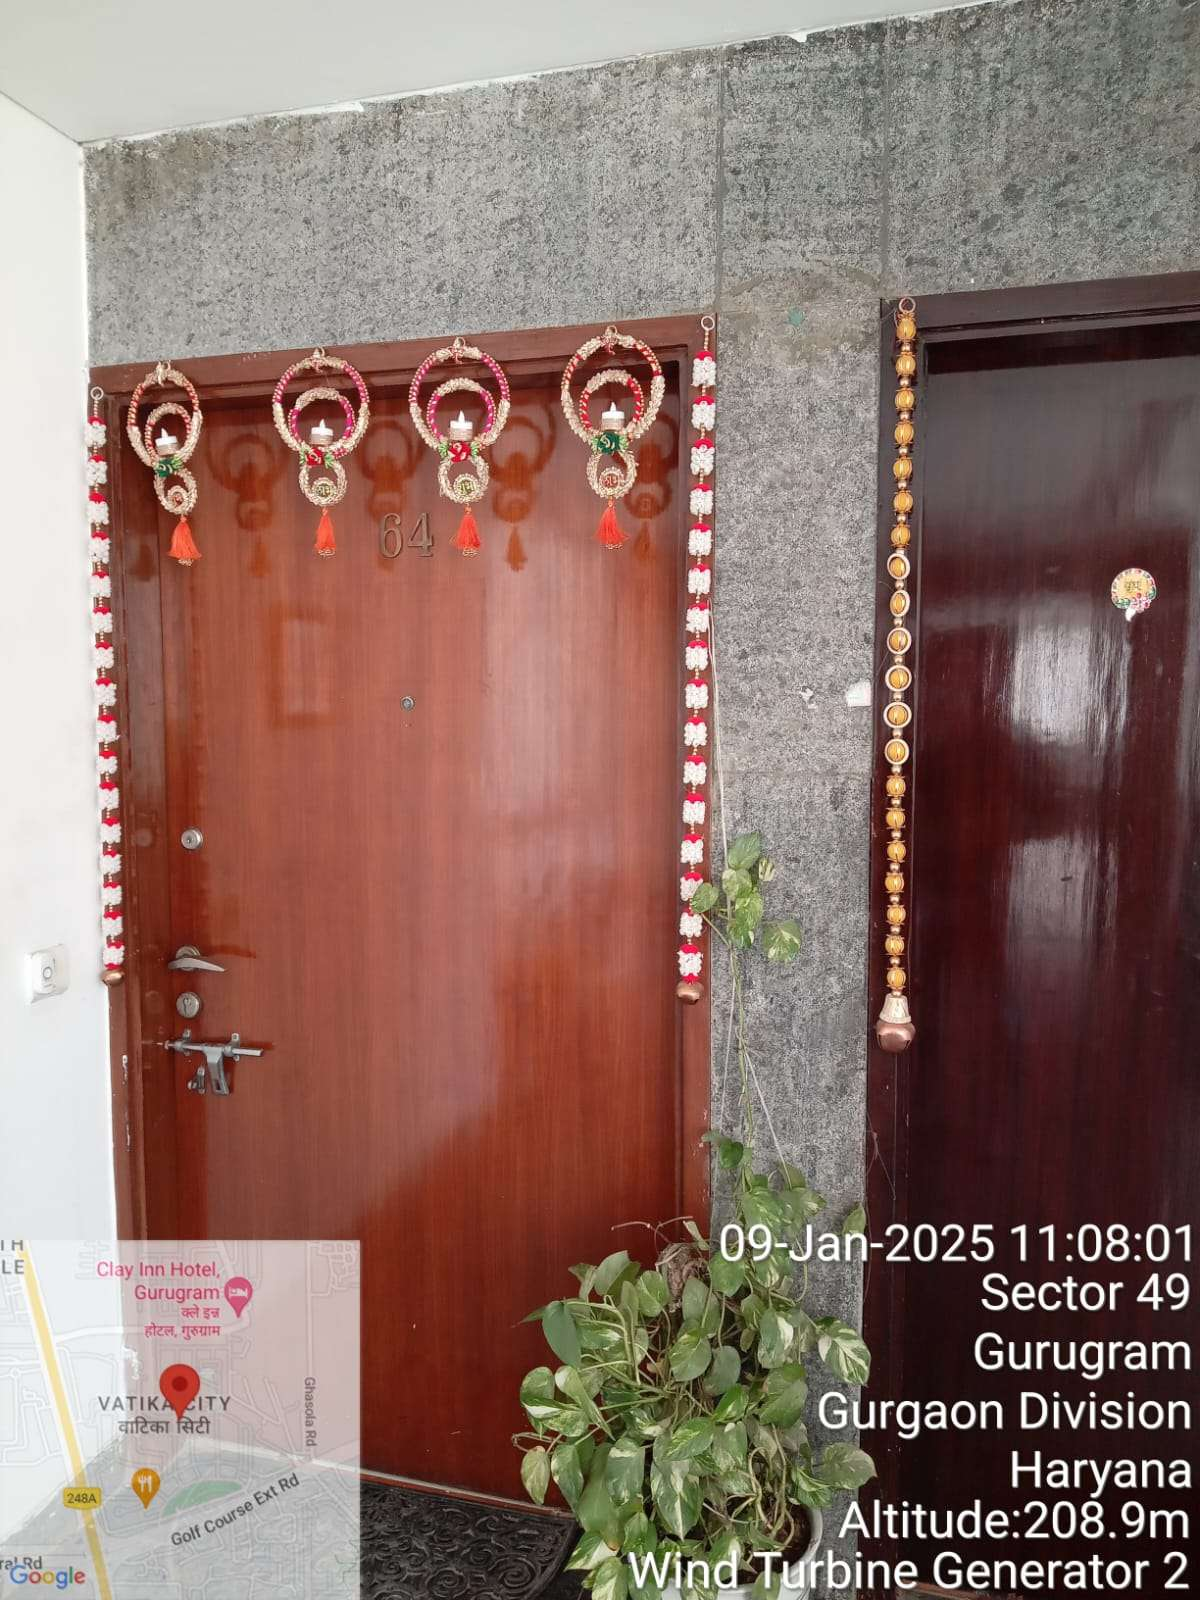 64
शुभ
09-Jan-2025 11:08:01
Sector 49
Gurugram
Gurgaon Division
Haryana
Altitude:208.9m
Wind Turbine Generator 2
Clay Inn Hotel,
Gurugram
क्ले इन्न
होटल, गुरुग्राम
VATIKA CITY
वाटिका सिटी
Ghasola Rd
248A
Golf Course Ext Rd
Google